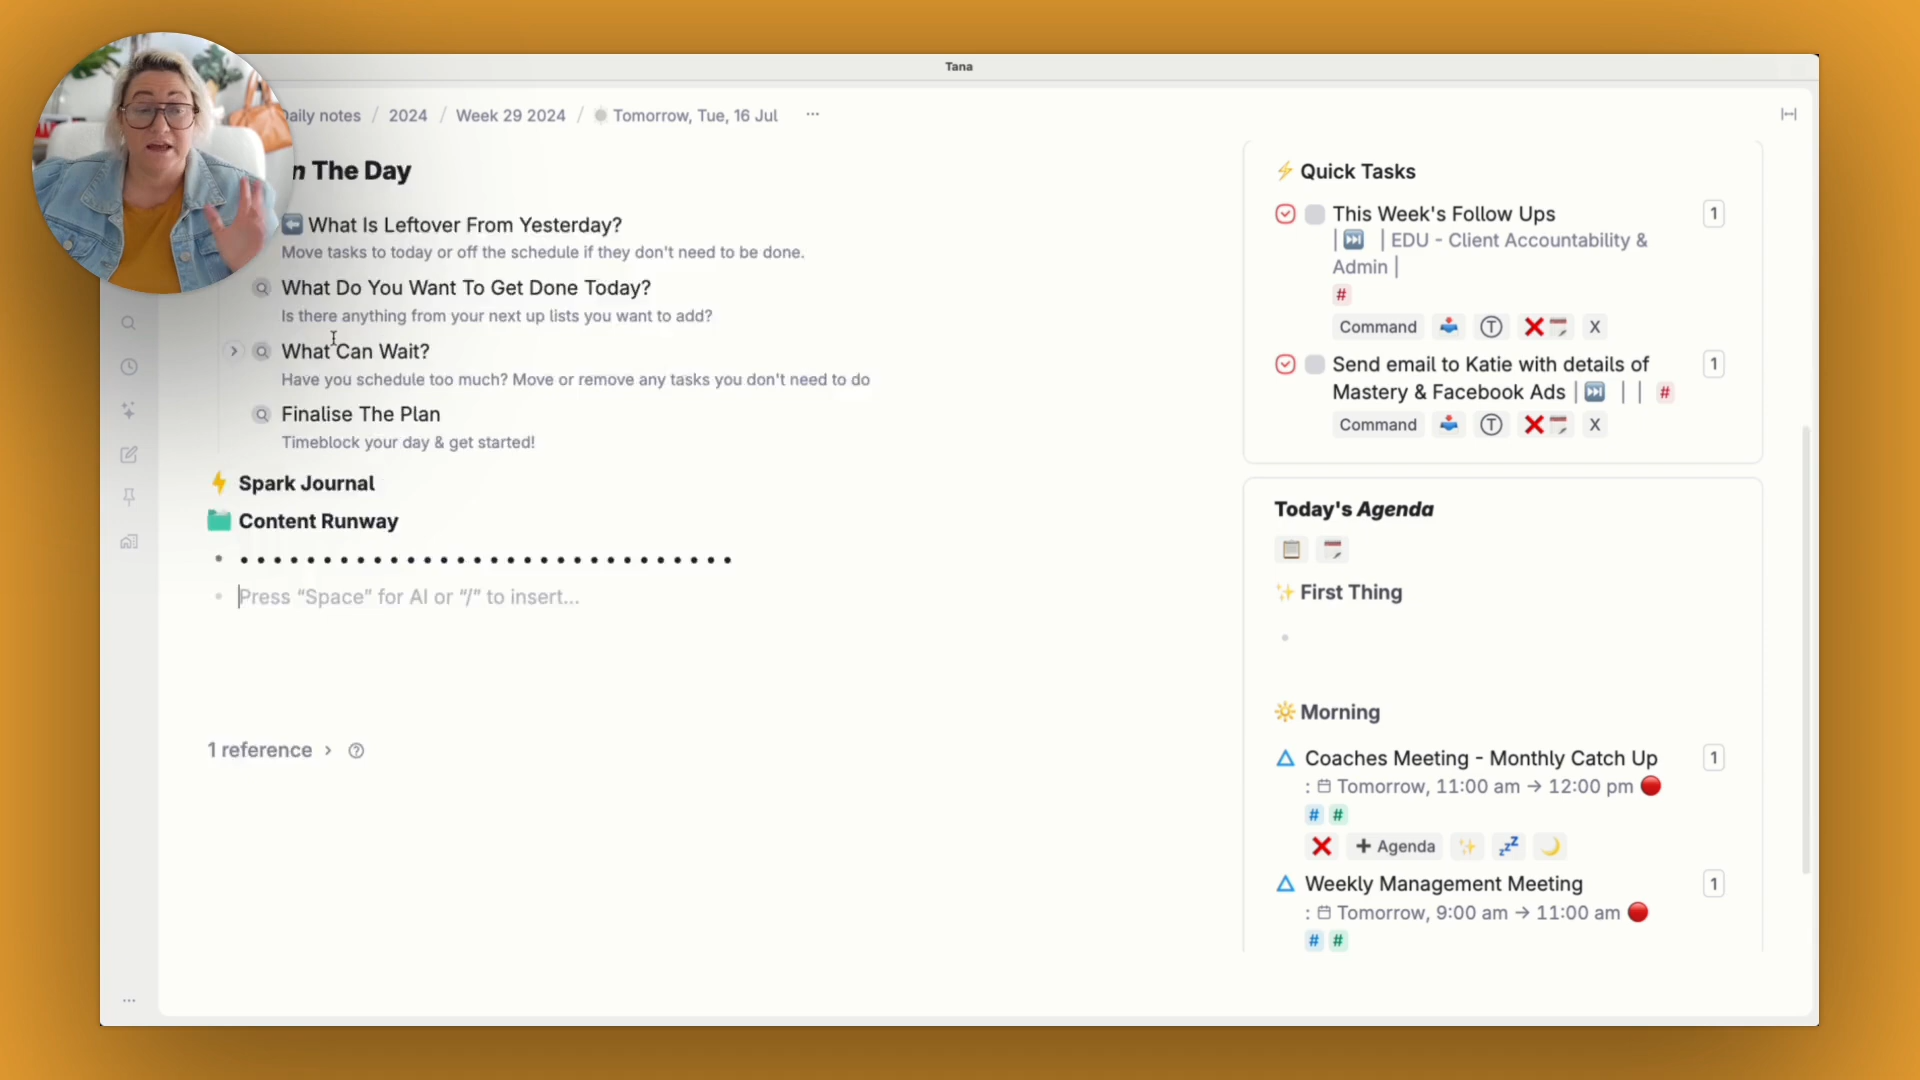 Tana
aily notes / 2024 / Week 29 2024 / Tomorrow, Tue, 16 Jul ...
n The Day
What Is Leftover From Yesterday?
Move tasks to today or off the schedule if they don't need to be done.
What Do You Want To Get Done Today?
Is there anything from your next up lists you want to add?
What Can Wait?
Have you schedule too much? Move or remove any tasks you don't need to do
Finalise The Plan
Timeblock your day & get started!
Spark Journal
Content Runway
Press “Space” for AI or “/” to insert...
1 reference
Quick Tasks
This Week's Follow Ups 1
| ⏭ | EDU - Client Accountability &
Admin |
#
Command T X
Send email to Katie with details of 1
Mastery & Facebook Ads | ⏭ | | #
Command T X
Today's Agenda
First Thing
Morning
Coaches Meeting - Monthly Catch Up 1
: Tomorrow, 11:00 am → 12:00 pm
# #
+ Agenda
Weekly Management Meeting 1
: Tomorrow, 9:00 am → 11:00 am
# #